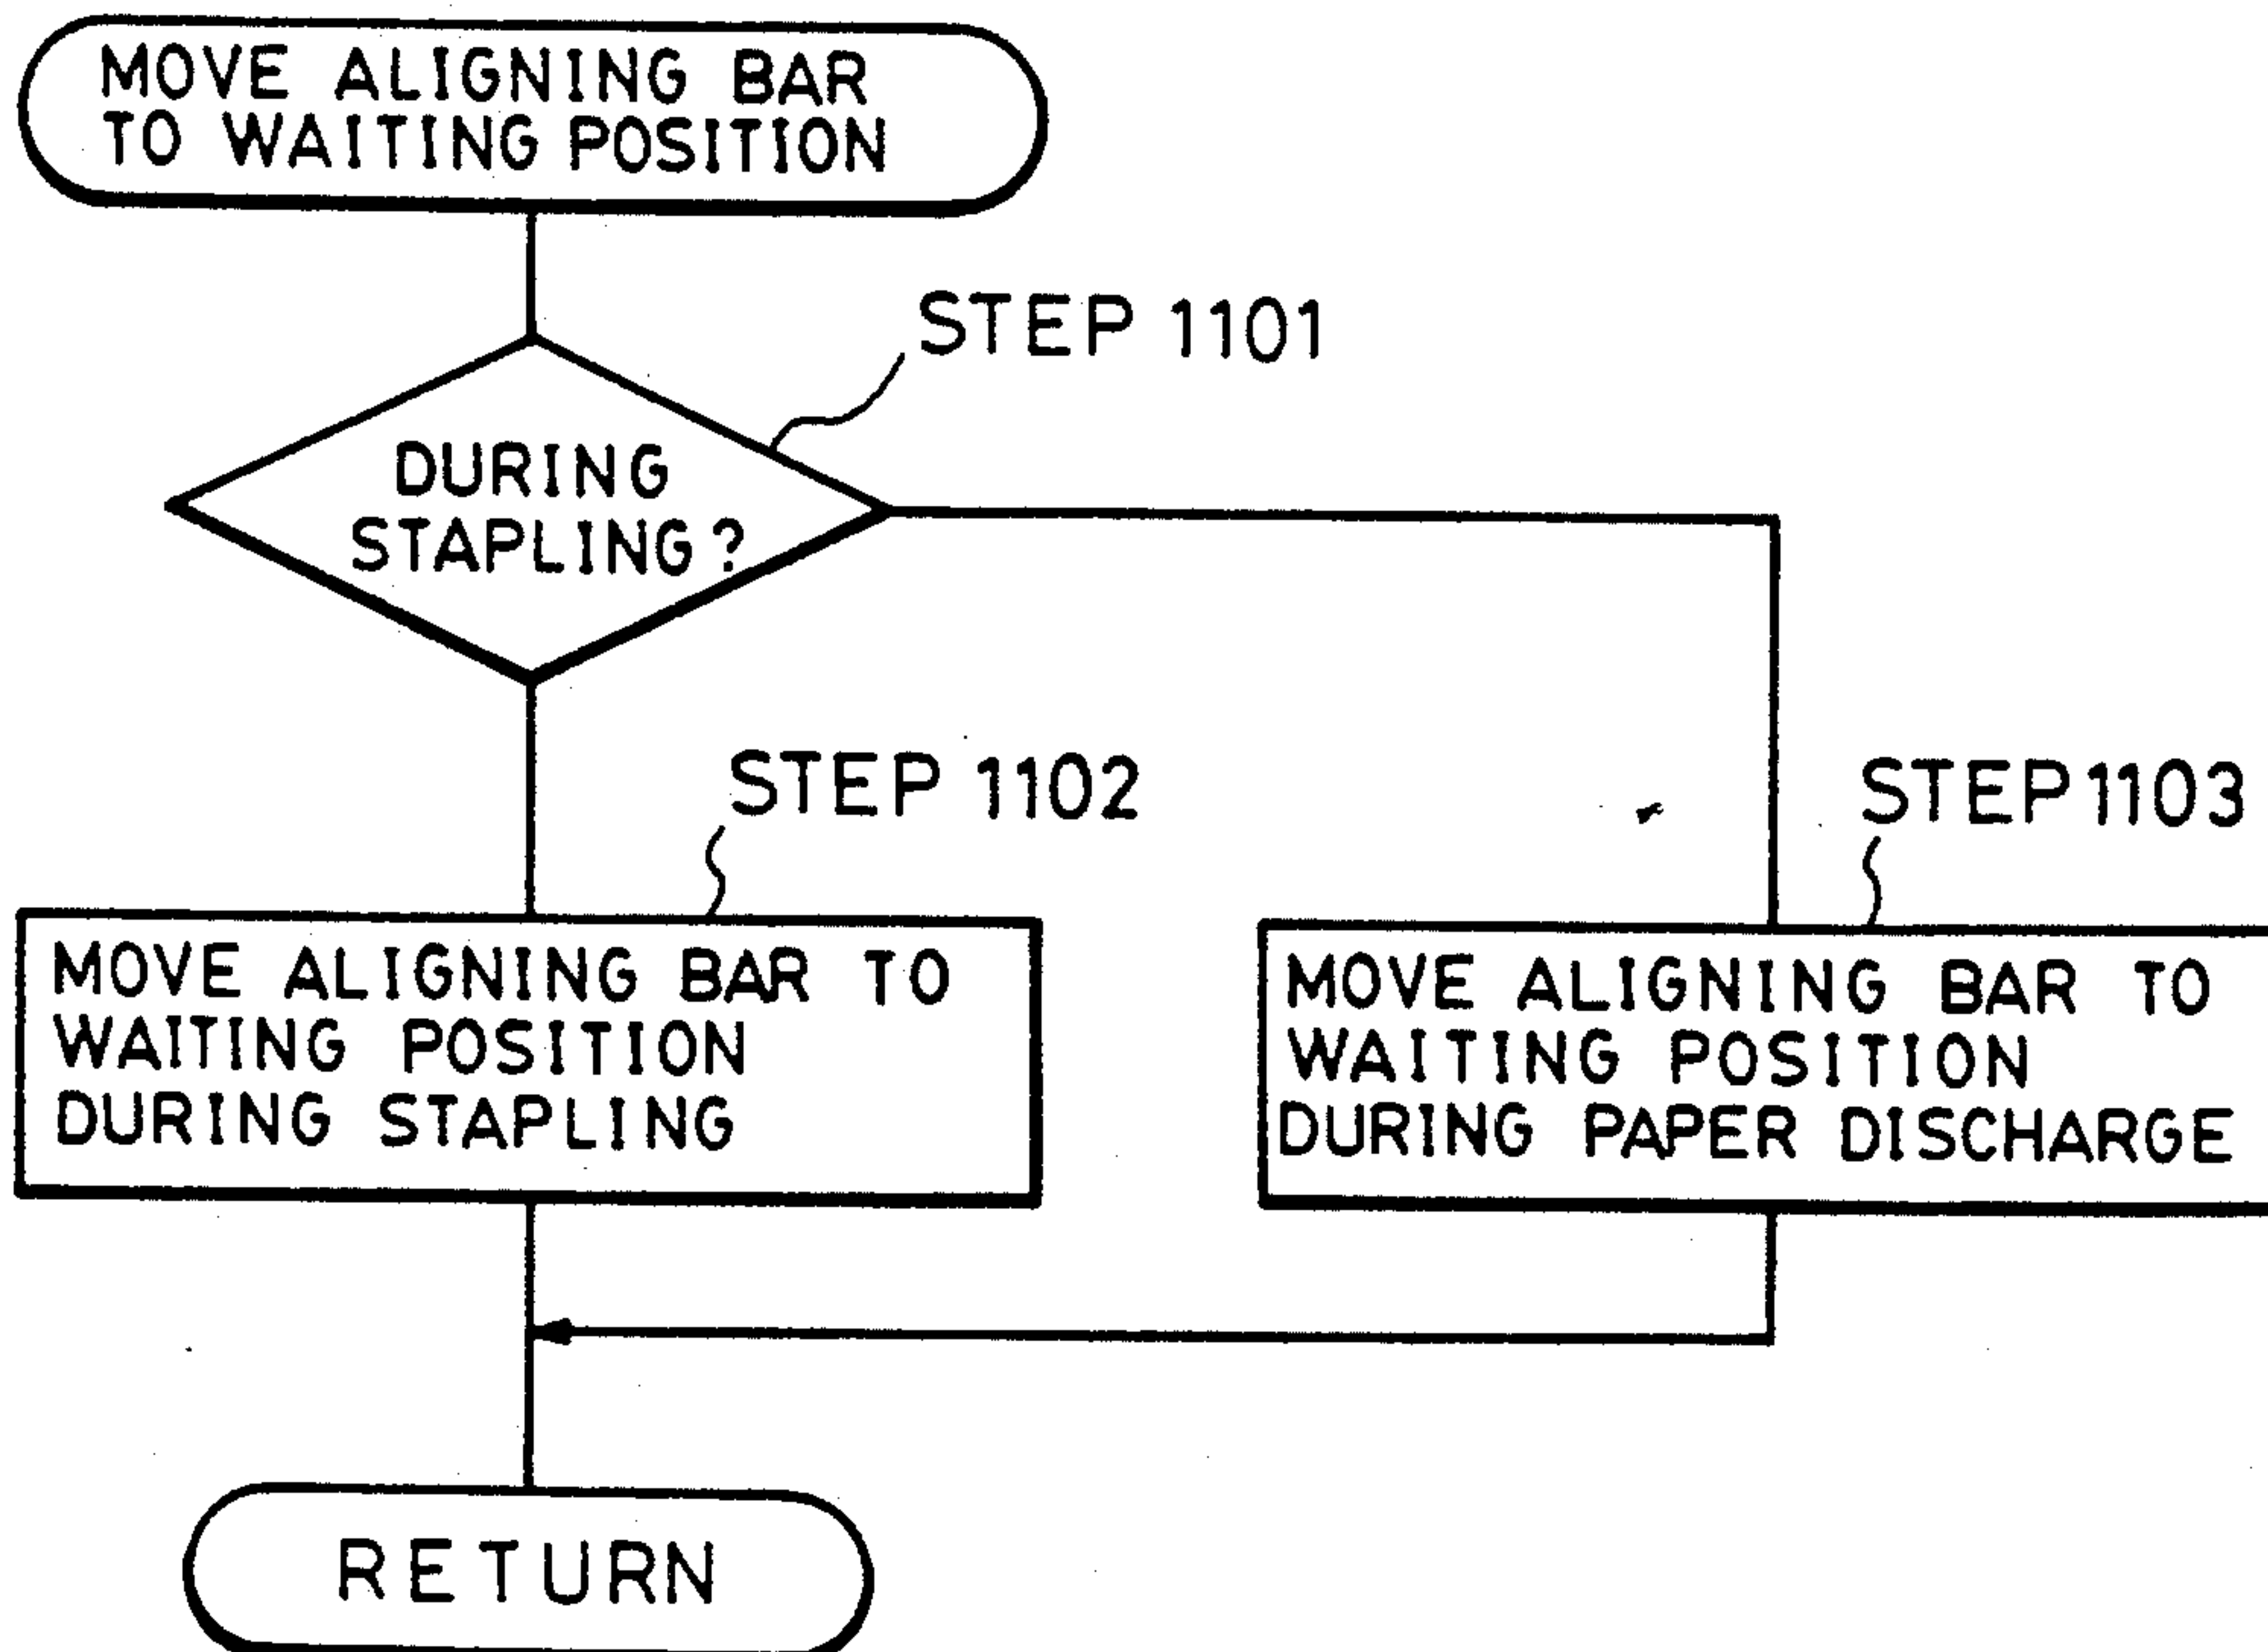 MOVE ALIGNING BAR
TO WAITING POSITION
STEP 1101
DURING
STAPLING?
STEP 1102
MOVE ALIGNING BAR TO
WAITING POSITION
DURING STAPLING
STEP 1103
MOVE ALIGNING BAR TO
WAITING POSITION
DURING PAPER DISCHARGE
RETURN